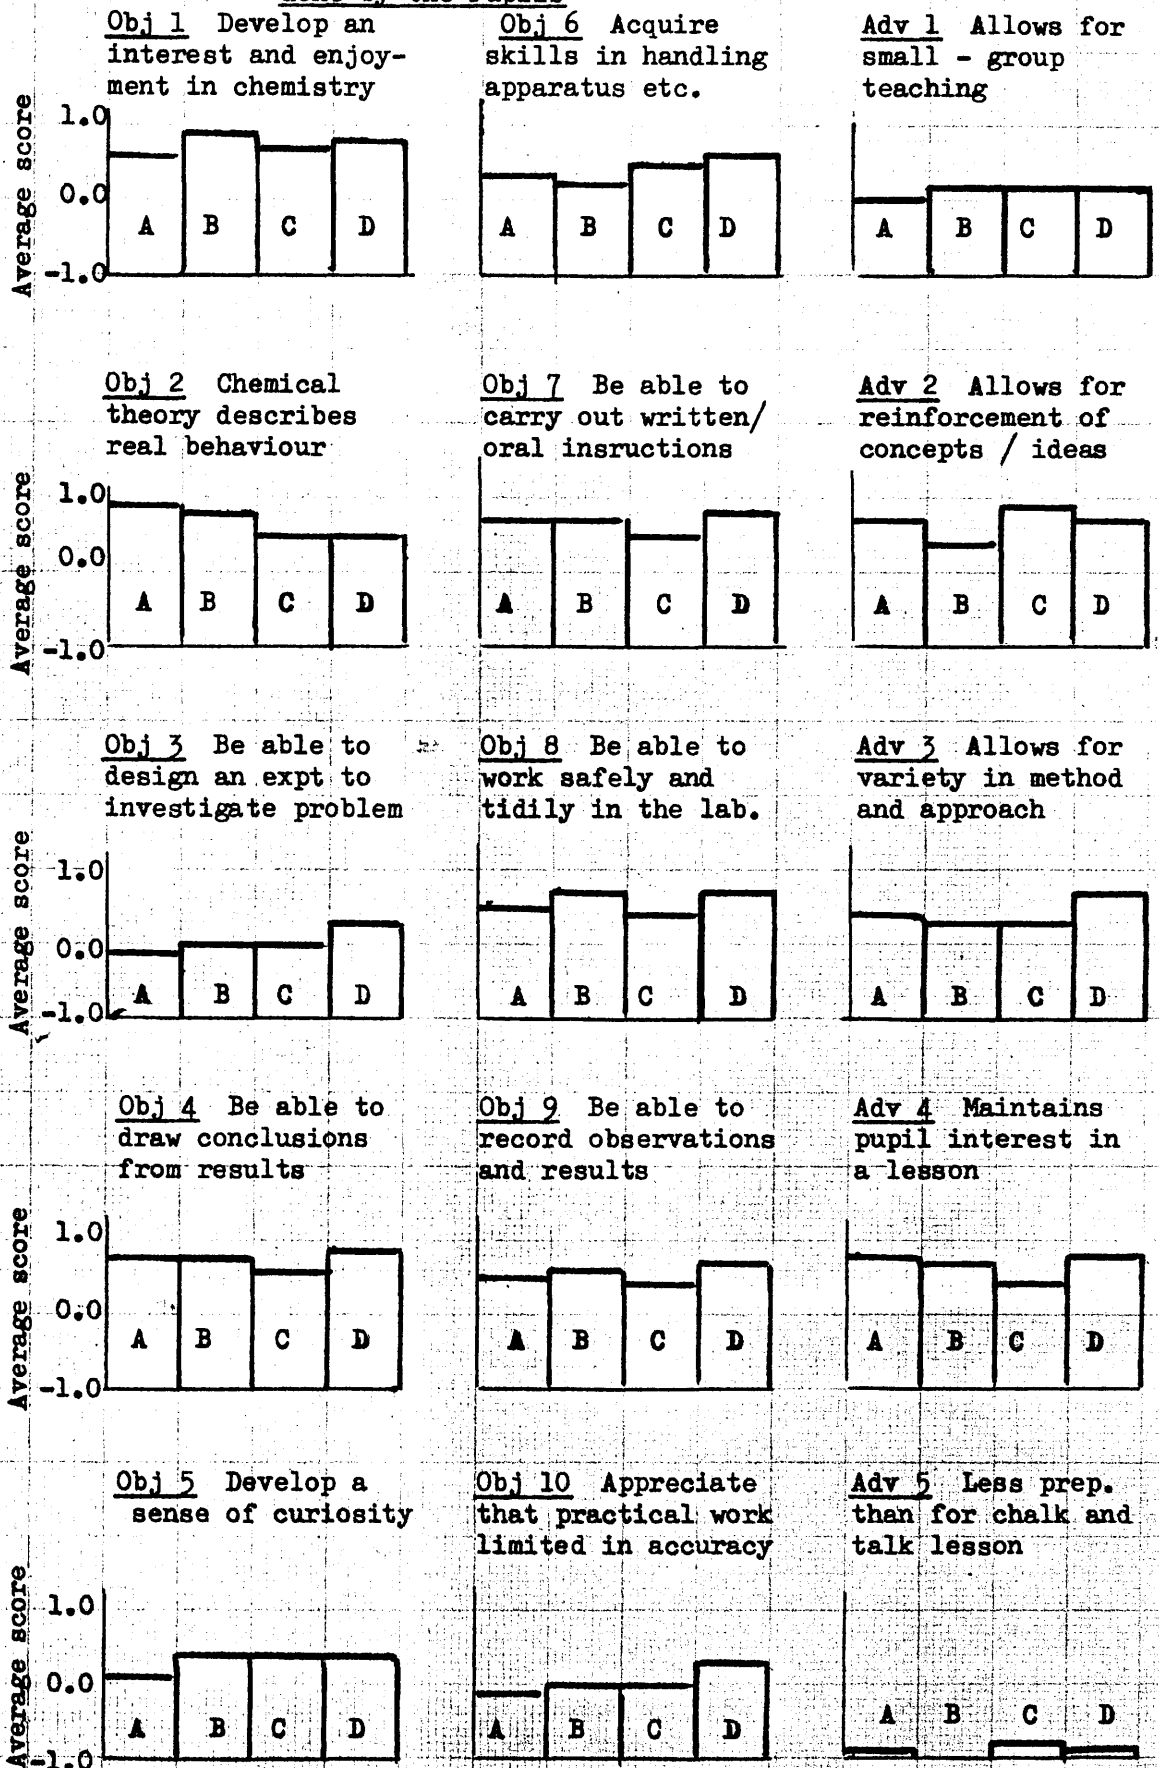 Obj 1 Develop an
interest and enjoy-
ment in chemistry
Obj 6 Acquire
skills in handling
apparatus etc.
Adv 1 Allows for
small - group
teaching
Average score
1.0
0.0
-1.0
A B C D
A B C D
A B C D
Obj 2 Chemical
theory describes
real behaviour
Obj 7 Be able to
carry out written/
oral insructions
Adv 2 Allows for
reinforcement of
concepts / ideas
Average score
1.0
0.0
-1.0
A B C D
A B C D
A B C D
Obj 3 Be able to
design an expt to
investigate problem
Obj 8 Be able to
work safely and
tidily in the lab.
Adv 3 Allows for
variety in method
and approach
Average score
1.0
0.0
-1.0
A B C D
A B C D
A B C D
Obj 4 Be able to
draw conclusions
from results
Obj 9 Be able to
record observations
and results
Adv 4 Maintains
pupil interest in
a lesson
Average score
1.0
0.0
-1.0
A B C D
A B C D
A B C D
Obj 5 Develop a
sense of curiosity
Obj 10 Appreciate
that practical work
limited in accuracy
Adv 5 Less prep.
than for chalk and
talk lesson
Average score
1.0
0.0
-1.0
A B C D
A B C D
A B C D